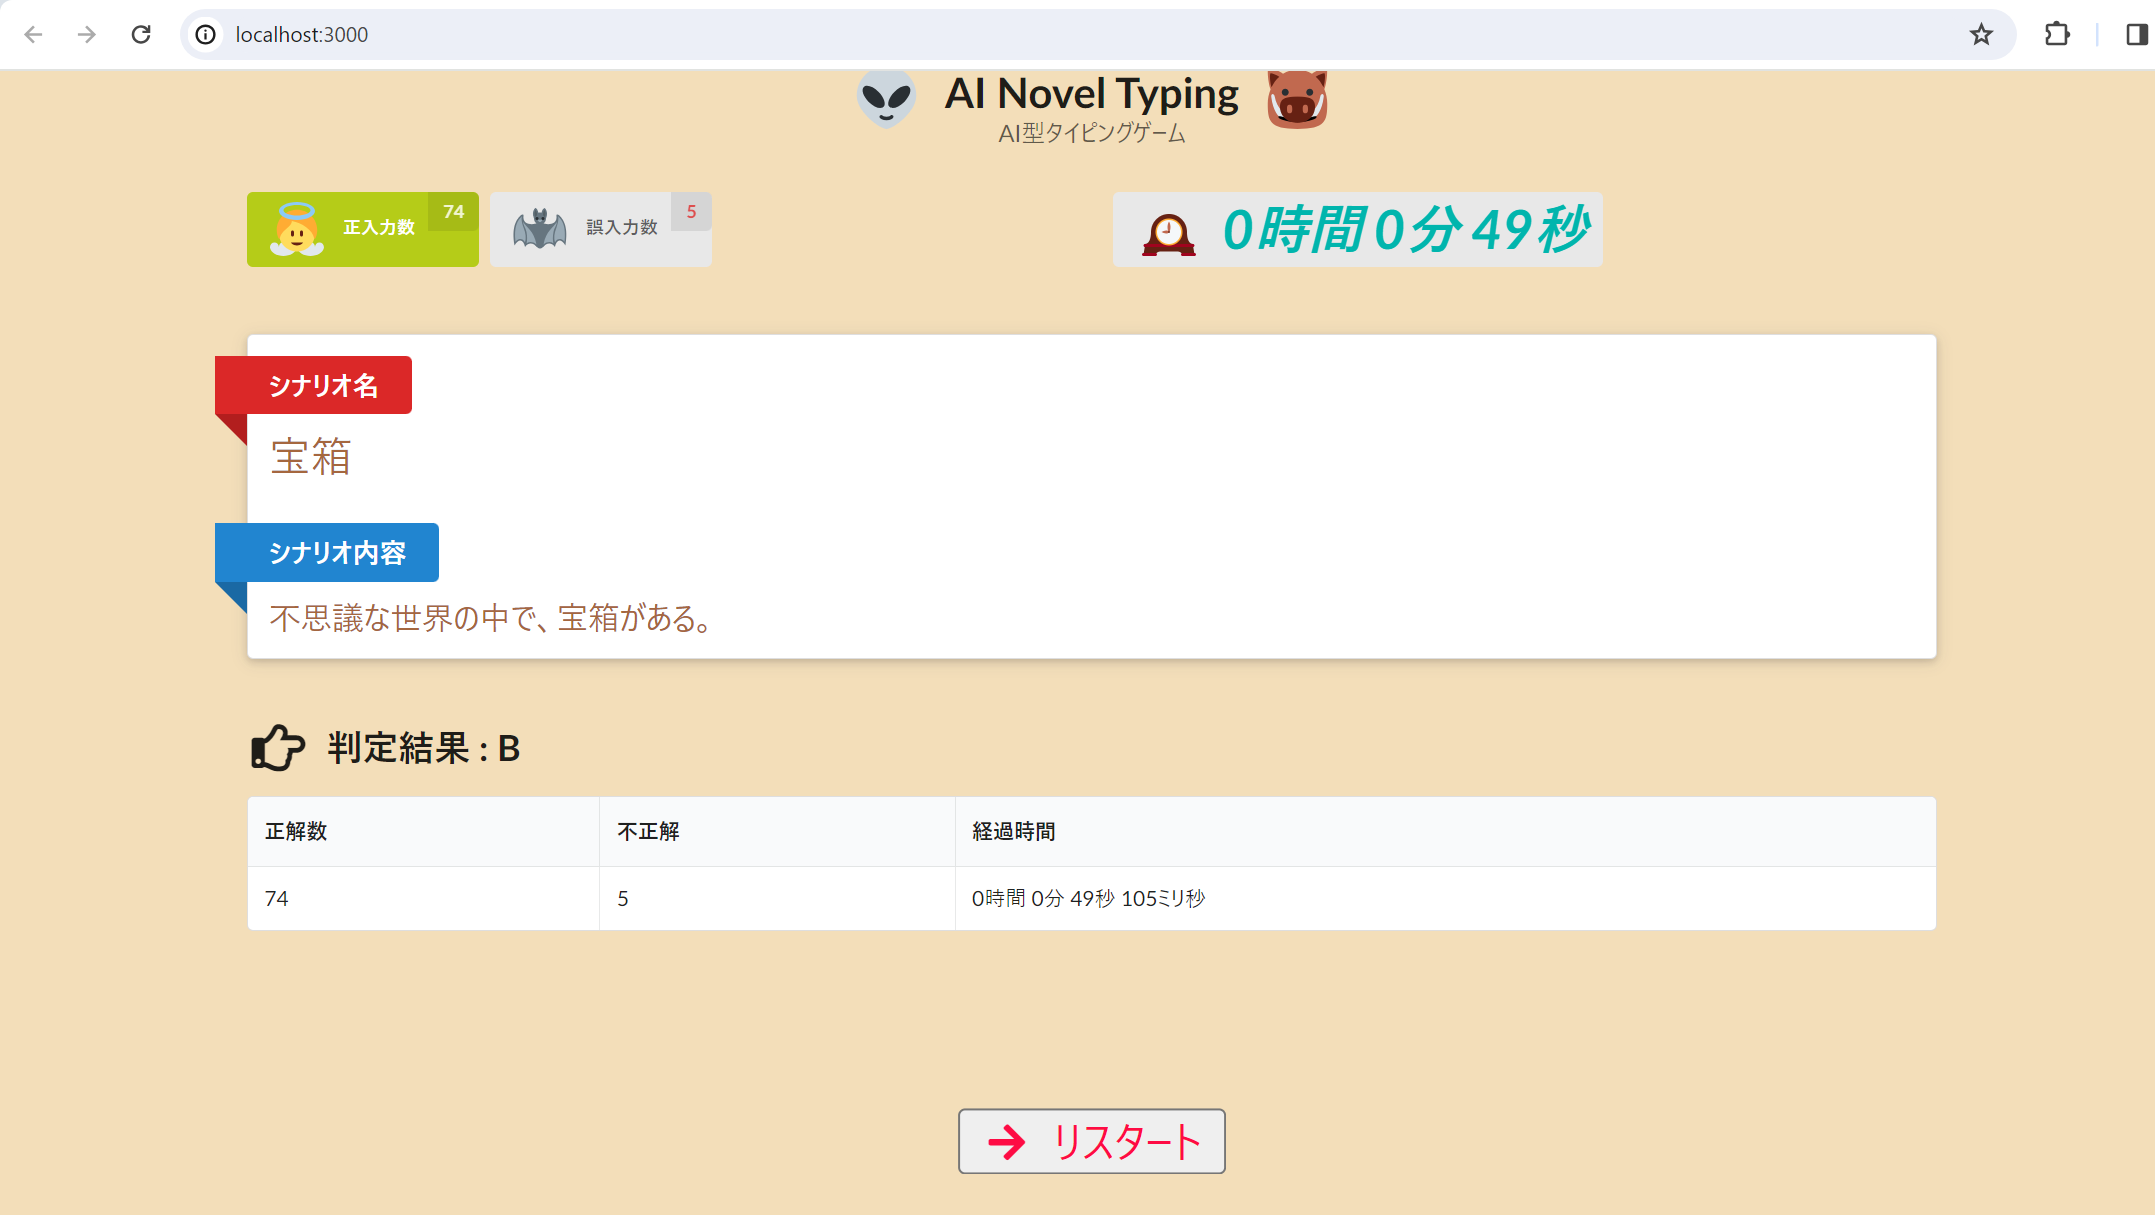 localhost:3000
AI Novel Typing
AI型タイピングゲーム
正入力数 74 誤入力数 5 0時間 0分 49秒
シナリオ名
宝箱
シナリオ内容
不思議な世界の中で、宝箱がある。
判定結果 : B
正解数 不正解 経過時間
74 5 0時間 0分 49秒 105ミリ秒
リスタート